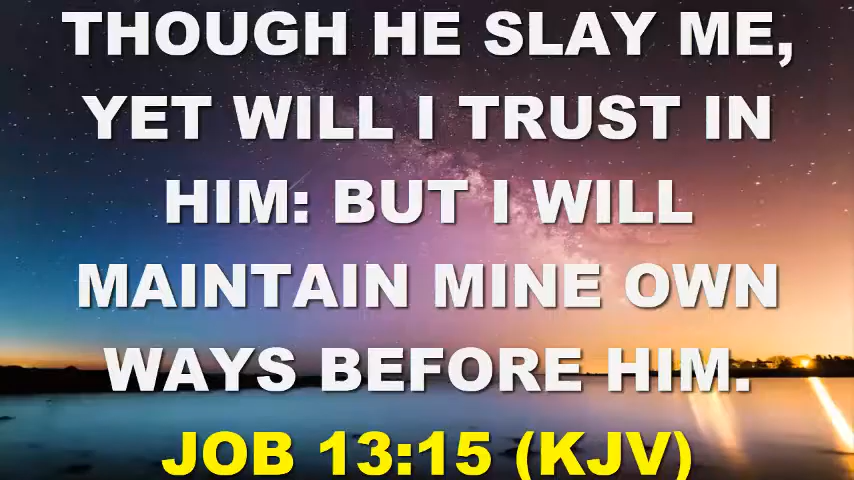 THOUGH HE SLAY ME,
YET WILL I TRUST IN
HIM: BUT I WILL
MAINTAIN MINE OWN
WAYS BEFORE HIM.
JOB 13:15 (KJV)